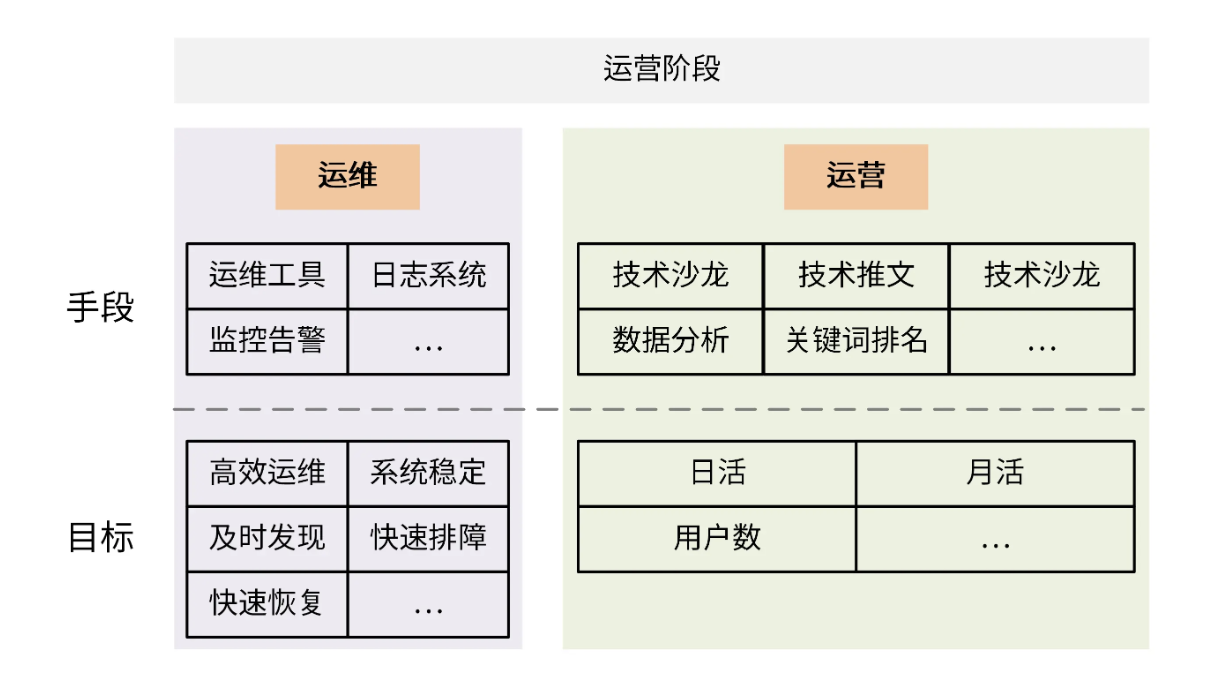 运营阶段
运维 运营
手段
运维工具 日志系统 技术沙龙 技术推文 技术沙龙
监控告警 ... 数据分析 关键词排名 ...
目标
高效运维 系统稳定 日活 月活
及时发现 快速排障 用户数 ...
快速恢复 ...